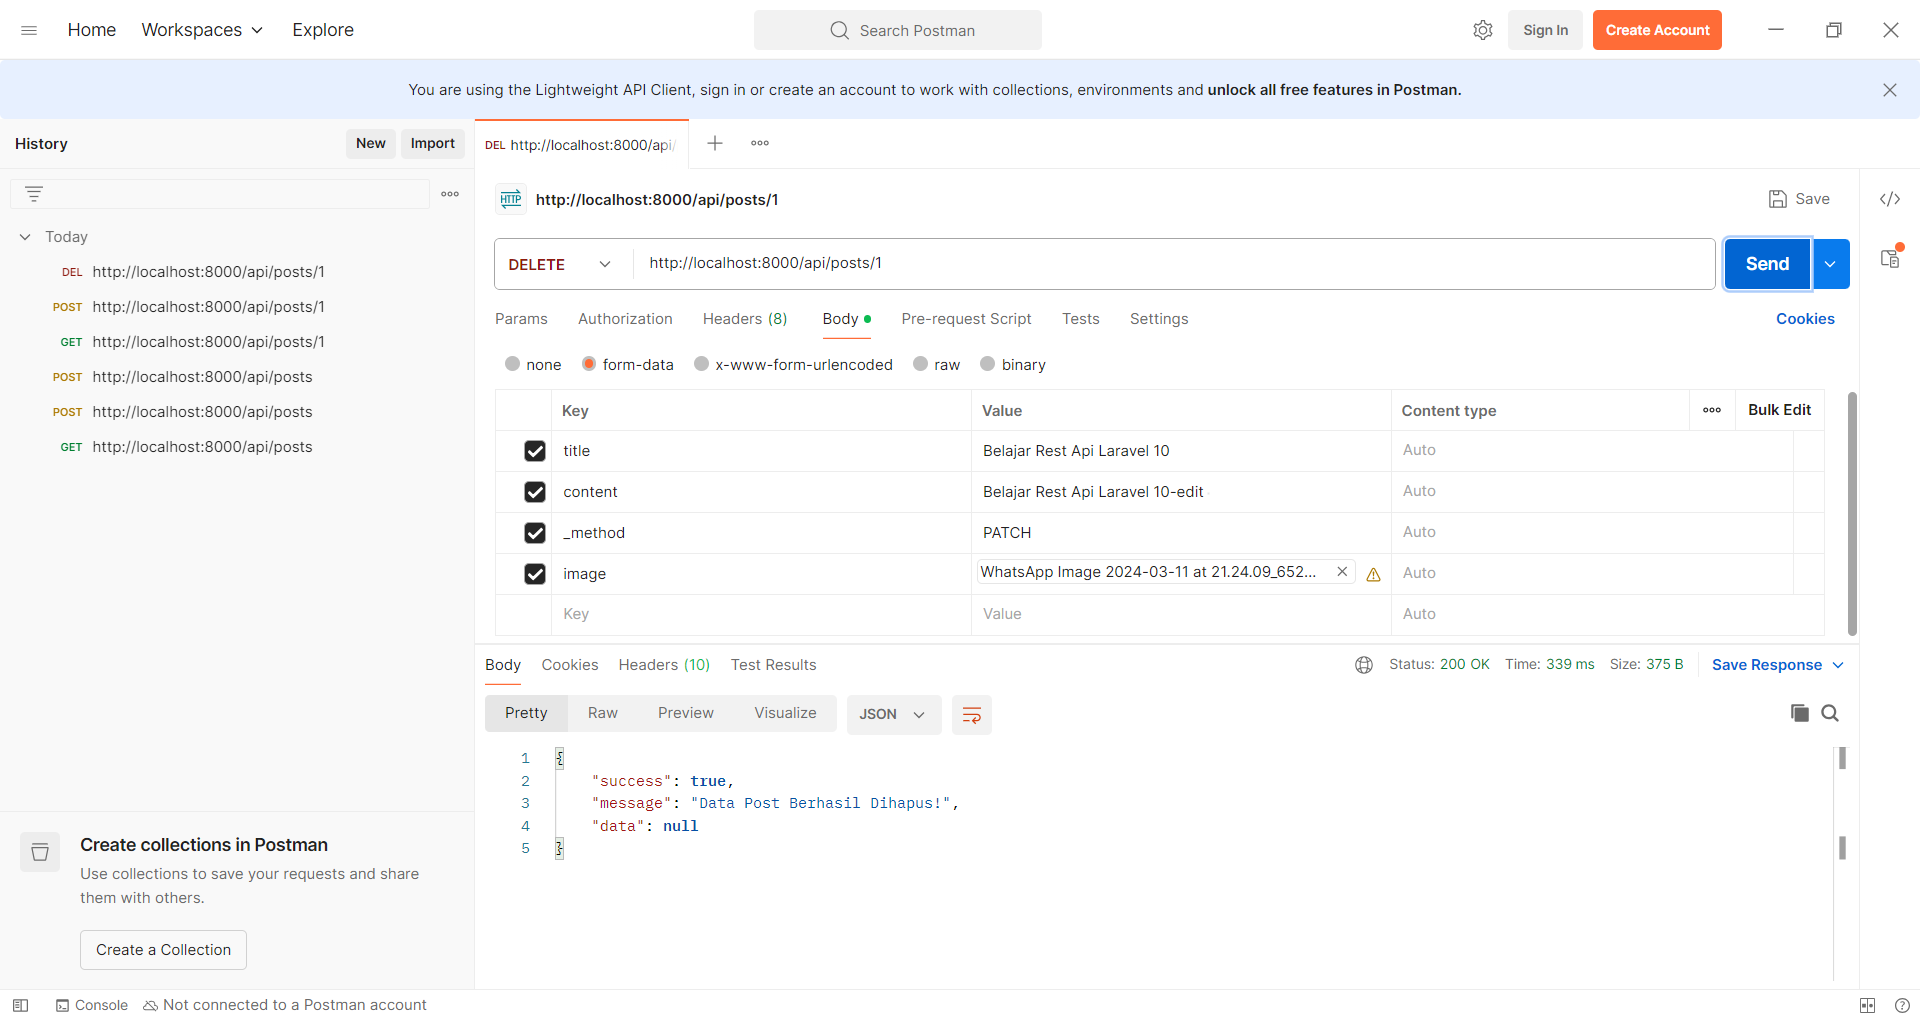 Home Workspaces Explore Search Postman Sign In Create Account
You are using the Lightweight API Client, sign in or create an account to work with collections, environments and unlock all free features in Postman.
History New Import
Today
DEL http://localhost:8000/api/posts/1
POST http://localhost:8000/api/posts/1
GET http://localhost:8000/api/posts/1
POST http://localhost:8000/api/posts
POST http://localhost:8000/api/posts
GET http://localhost:8000/api/posts
Create collections in Postman
Use collections to save your requests and share
them with others.
Create a Collection
DEL http://localhost:8000/api/
HTTP http://localhost:8000/api/posts/1 Save
DELETE http://localhost:8000/api/posts/1 Send
Params Authorization Headers (8) Body Pre-request Script Tests Settings Cookies
none form-data x-www-form-urlencoded raw binary
Key Value Content type Bulk Edit
title Belajar Rest Api Laravel 10 Auto
content Belajar Rest Api Laravel 10-edit Auto
_method PATCH Auto
image WhatsApp Image 2024-03-11 at 21.24.09_652... Auto
Key Value Auto
Body Cookies Headers (10) Test Results Status: 200 OK Time: 339 ms Size: 375 B Save Response
Pretty Raw Preview Visualize JSON
1 {
2 "success": true,
3 "message": "Data Post Berhasil Dihapus!",
4 "data": null
5 }
Console Not connected to a Postman account